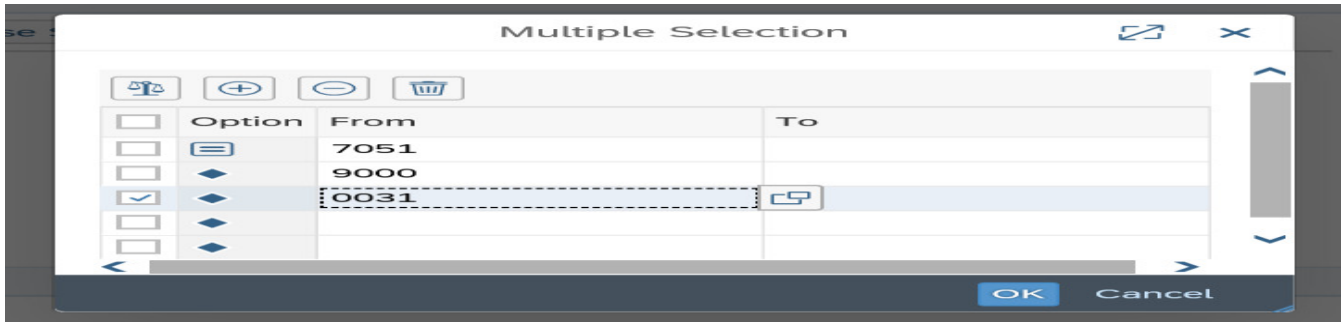 se :
Multiple Selection
Option From To
7051
9000
0031
OK Cancel